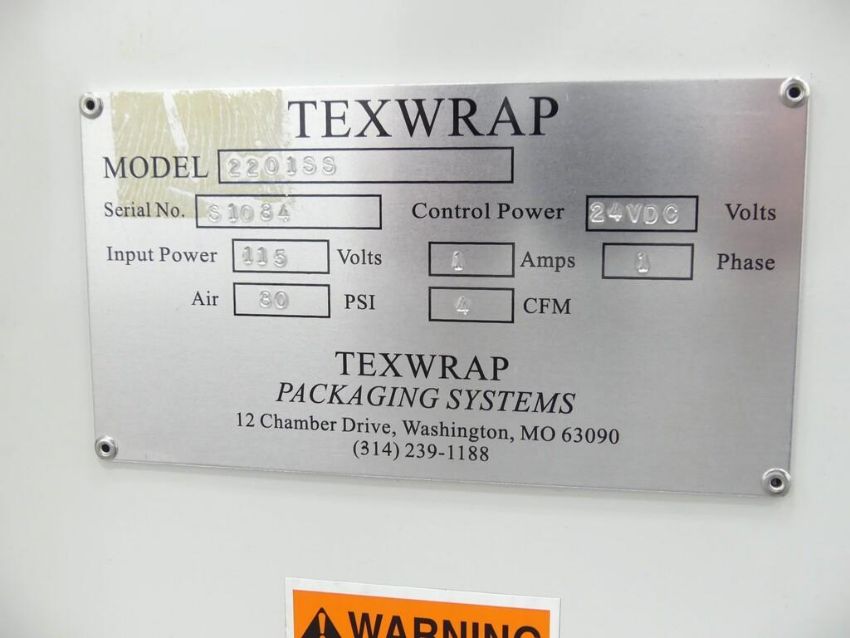 TEXWRAP
MODEL 2201SS
Serial No. S1084 Control Power 24VDC Volts
Input Power 115 Volts 1 Amps 1 Phase
Air 80 PSI 4 CFM
TEXWRAP
PACKAGING SYSTEMS
12 Chamber Drive, Washington, MO 63090
(314) 239-1188
WARNING